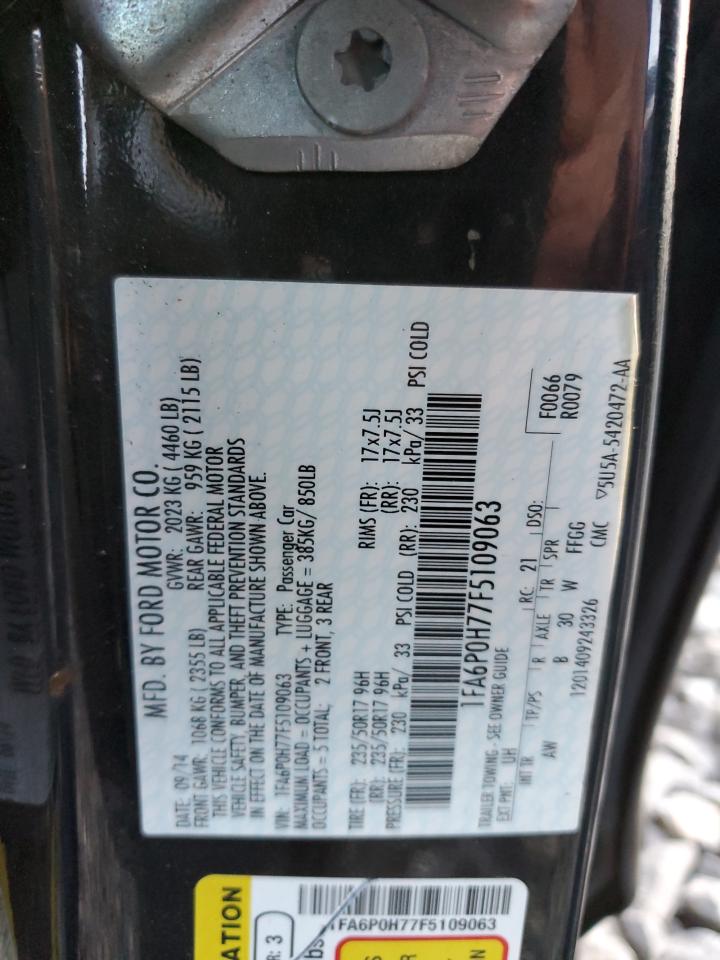 MFD. BY FORD MOTOR CO.
DATE: 09/14 GVWR: 2023 KG ( 4460 LB)
FRONT GAWR: 1068 KG ( 2355 LB) REAR GAWR: 959 KG ( 2115 LB)
THIS VEHICLE CONFORMS TO ALL APPLICABLE FEDERAL MOTOR
VEHICLE SAFETY, BUMPER, AND THEFT PREVENTION STANDARDS
IN EFFECT ON THE DATE OF MANUFACTURE SHOWN ABOVE.
VIN: 1FA6P0H77F5109063 TYPE: Passenger Car
MAXIMUM LOAD = OCCUPANTS + LUGGAGE = 385KG/ 850LB
OCCUPANTS = 5 TOTAL: 2 FRONT, 3 REAR
TIRE (FR): 235/50R17 96H RIMS (FR): 17x7.5J
(RR): 235/50R17 96H (RR): 17x7.5J
PRESSURE (FR): 230 kPa/ 33 PSI COLD (RR): 230 kPa/ 33 PSI COLD
1FA6P0H77F5109063
TRAILER TOWING - SEE OWNER GUIDE
EXT PNT: UH RC: 21 DSO: F0066
R0079
INT TR TP/PS R AXLE TR SPR
AW B 30 W FFGG
1201409243326 CMC ▽5U5A-5420472-AA
ATION
R: 3
lbs
1FA6P0H77F5109063